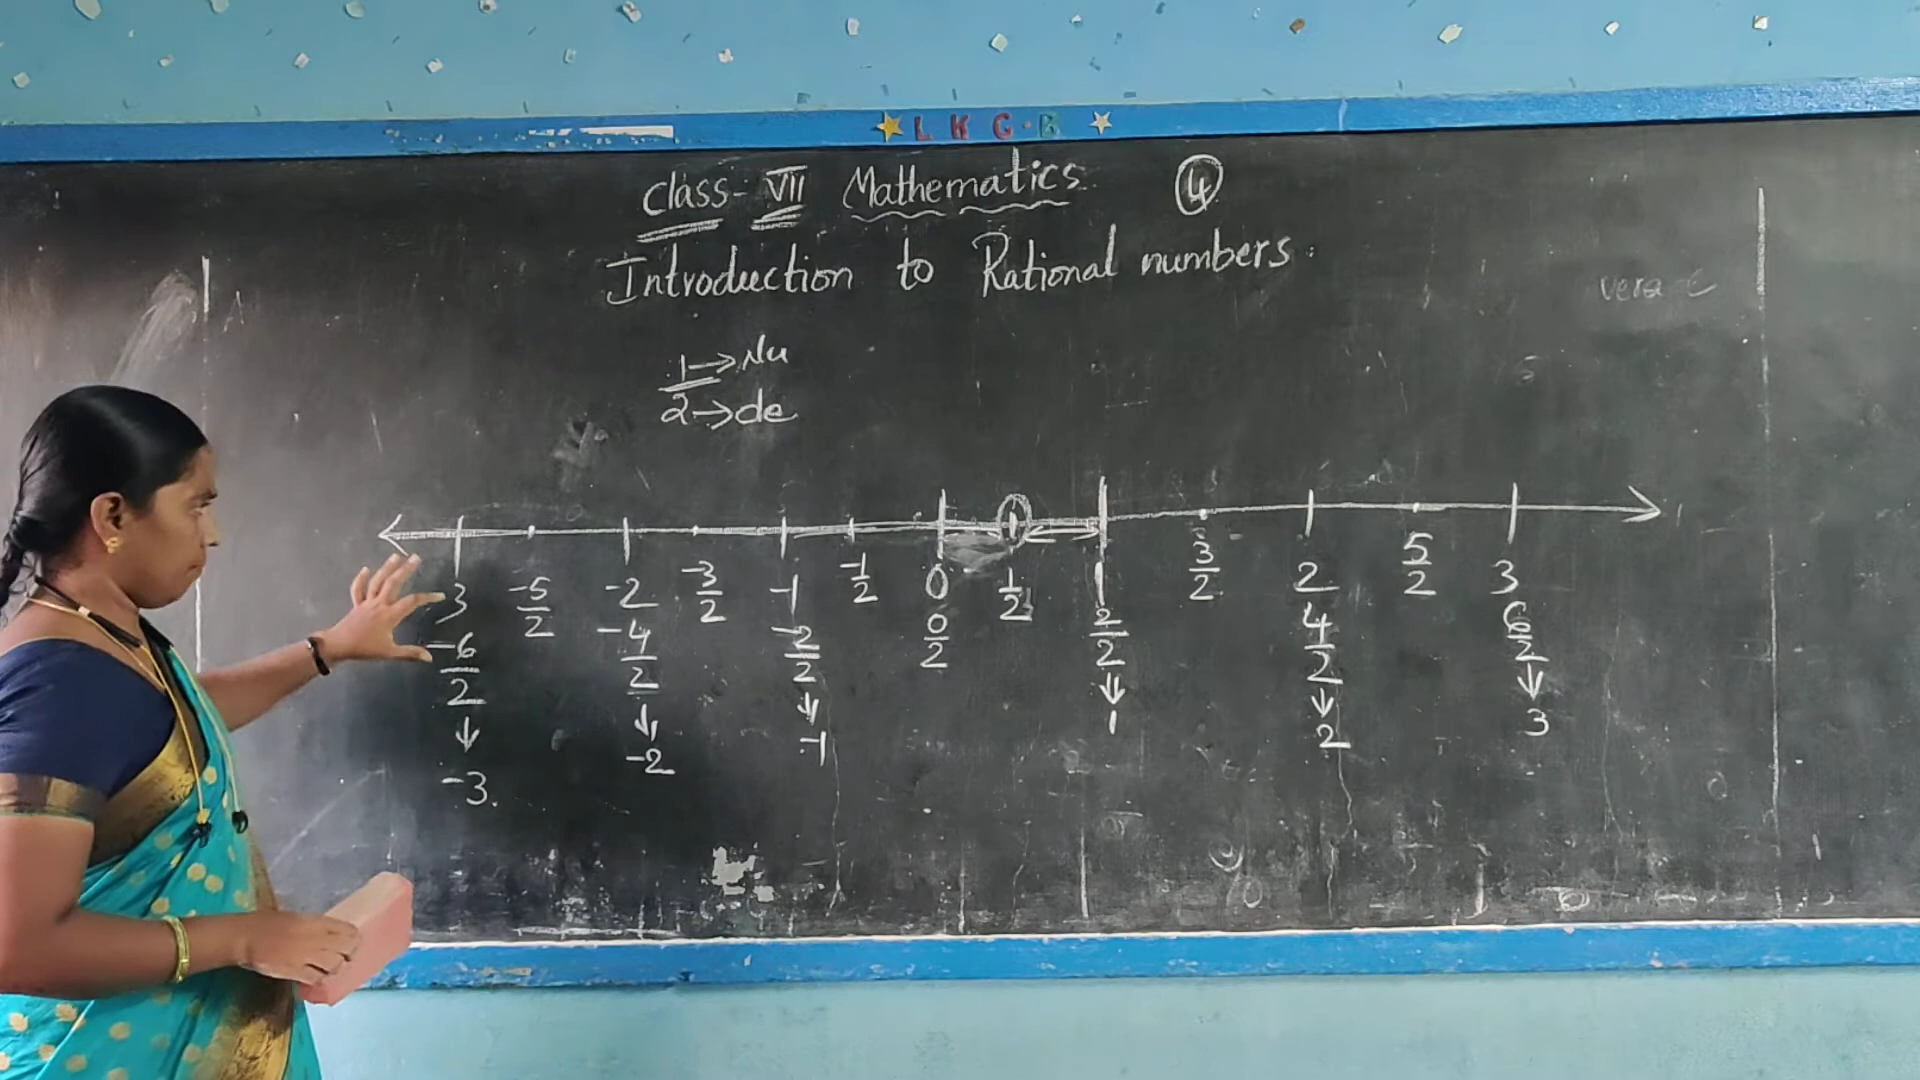 LKG-B
Class- VII Mathematics 4
Introduction to Rational numbers.
1 → Nu
2 → de
-3 -5/2 -2 -3/2 -1 -1/2 0 1/2 1 3/2 2 5/2 3
-6/2 -4/2 -2/2 0/2 2/2 4/2 6/2
↓ ↓ ↓ ↓ ↓ ↓
-3. -2 -1 1 2 3